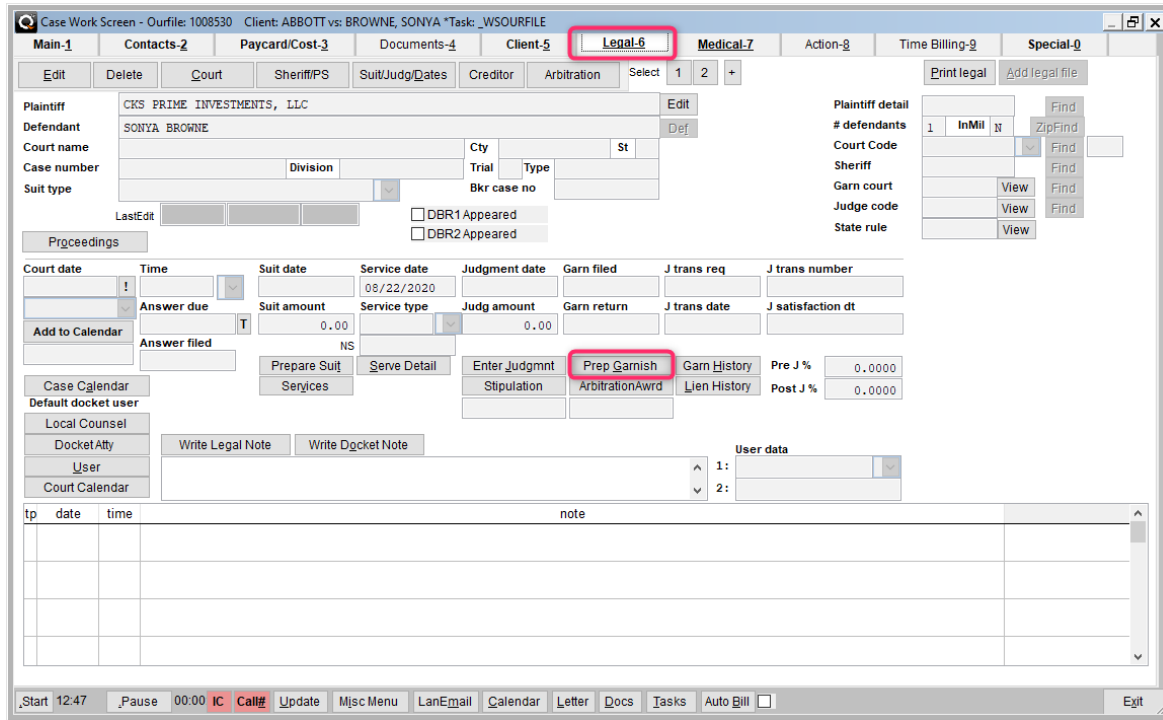 Case Work Screen - Ourfile: 1008530 Client: ABBOTT vs: BROWNE, SONYA *Task: _WSOURFILE
Main-1 Contacts-2 Paycard/Cost-3 Documents-4 Client-5 Legal-6 Medical-7 Action-8 Time Billing-9 Special-0
Edit Delete Court Sheriff/PS Suit/Judg/Dates Creditor Arbitration Select 1 2 + Print legal Add legal file
Plaintiff CKS PRIME INVESTMENTS, LLC Edit Plaintiff detail Find
Defendant SONYA BROWNE Def # defendants 1 InMil N ZipFind
Court name Cty St Court Code Find
Case number Division Trial Type Sheriff Find
Suit type Bkr case no Garn court View Find
LastEdit DBR1 Appeared Judge code View Find
Proceedings DBR2 Appeared State rule View
Court date Time Suit date Service date Judgment date Garn filed J trans req J trans number
! 08/22/2020
Answer due Suit amount Service type Judg amount Garn return J trans date J satisfaction dt
Add to Calendar T 0.00 0.00
Answer filed NS
Prepare Suit Serve Detail Enter Judgmnt Prep Garnish Garn History Pre J % 0.0000
Case Calendar Services Stipulation ArbitrationAwrd Lien History Post J % 0.0000
Default docket user
Local Counsel
Docket Atty Write Legal Note Write Docket Note User data
User 1:
Court Calendar 2:
tp date time note
.Start 12:47 .Pause 00:00 IC Call# Update Misc Menu LanEmail Calendar Letter Docs Tasks Auto Bill Exit